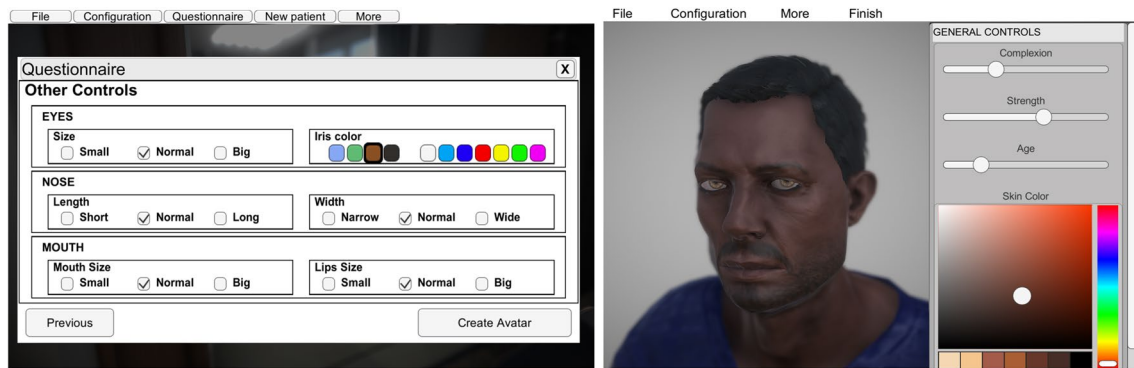 File Configuration Questionnaire New patient More
Questionnaire X
Other Controls
EYES
Size
Small Normal Big
Iris color
NOSE
Length
Short Normal Long
Width
Narrow Normal Wide
MOUTH
Mouth Size
Small Normal Big
Lips Size
Small Normal Big
Previous Create Avatar
File Configuration More Finish
GENERAL CONTROLS
Complexion
Strength
Age
Skin Color